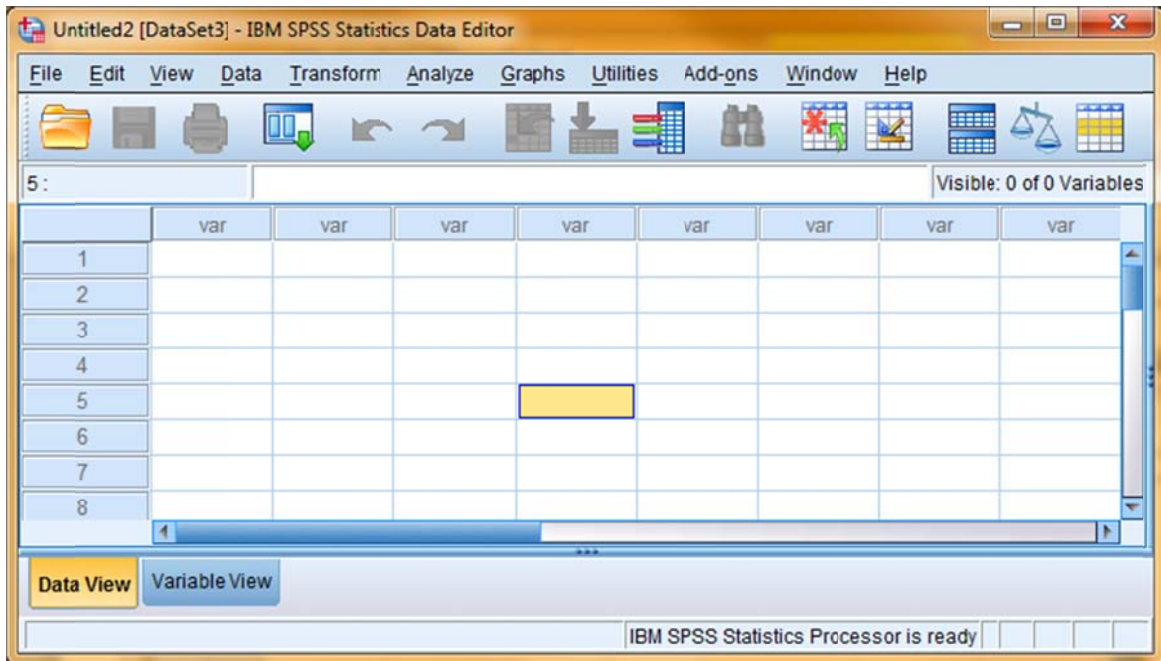 Untitled2 [DataSet3] - IBM SPSS Statistics Data Editor
File Edit View Data Transform Analyze Graphs Utilities Add-ons Window Help
5 : Visible: 0 of 0 Variables
var var var var var var var var
1
2
3
4
5
6
7
8
Data View Variable View
IBM SPSS Statistics Processor is ready